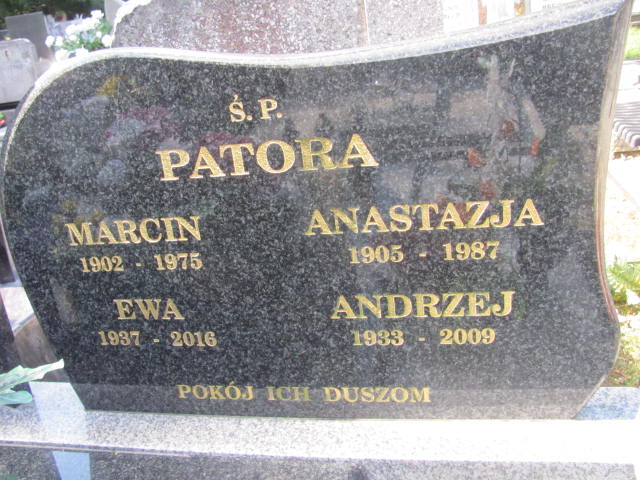 Ś. P.
PATORA
MARCIN
1902 - 1975
ANASTAZJA
1905 - 1987
EWA
1937 - 2016
ANDRZEJ
1933 - 2009
POKÓJ ICH DUSZOM